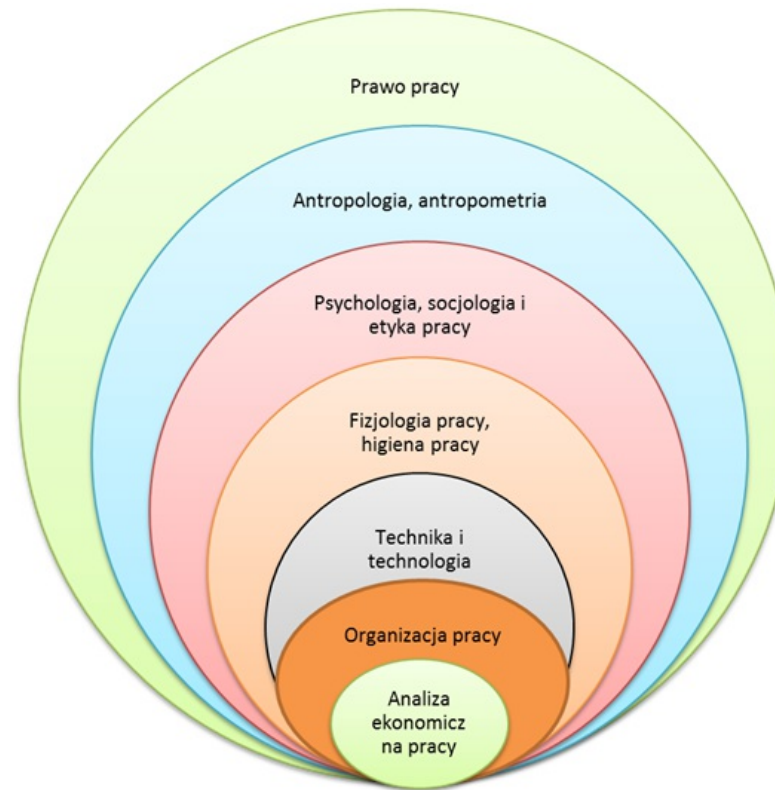 Prawo pracy
Antropologia, antropometria
Psychologia, socjologia i
etyka pracy
Fizjologia pracy,
higiena pracy
Technika i
technologia
Organizacja pracy
Analiza
ekonomicz
na pracy